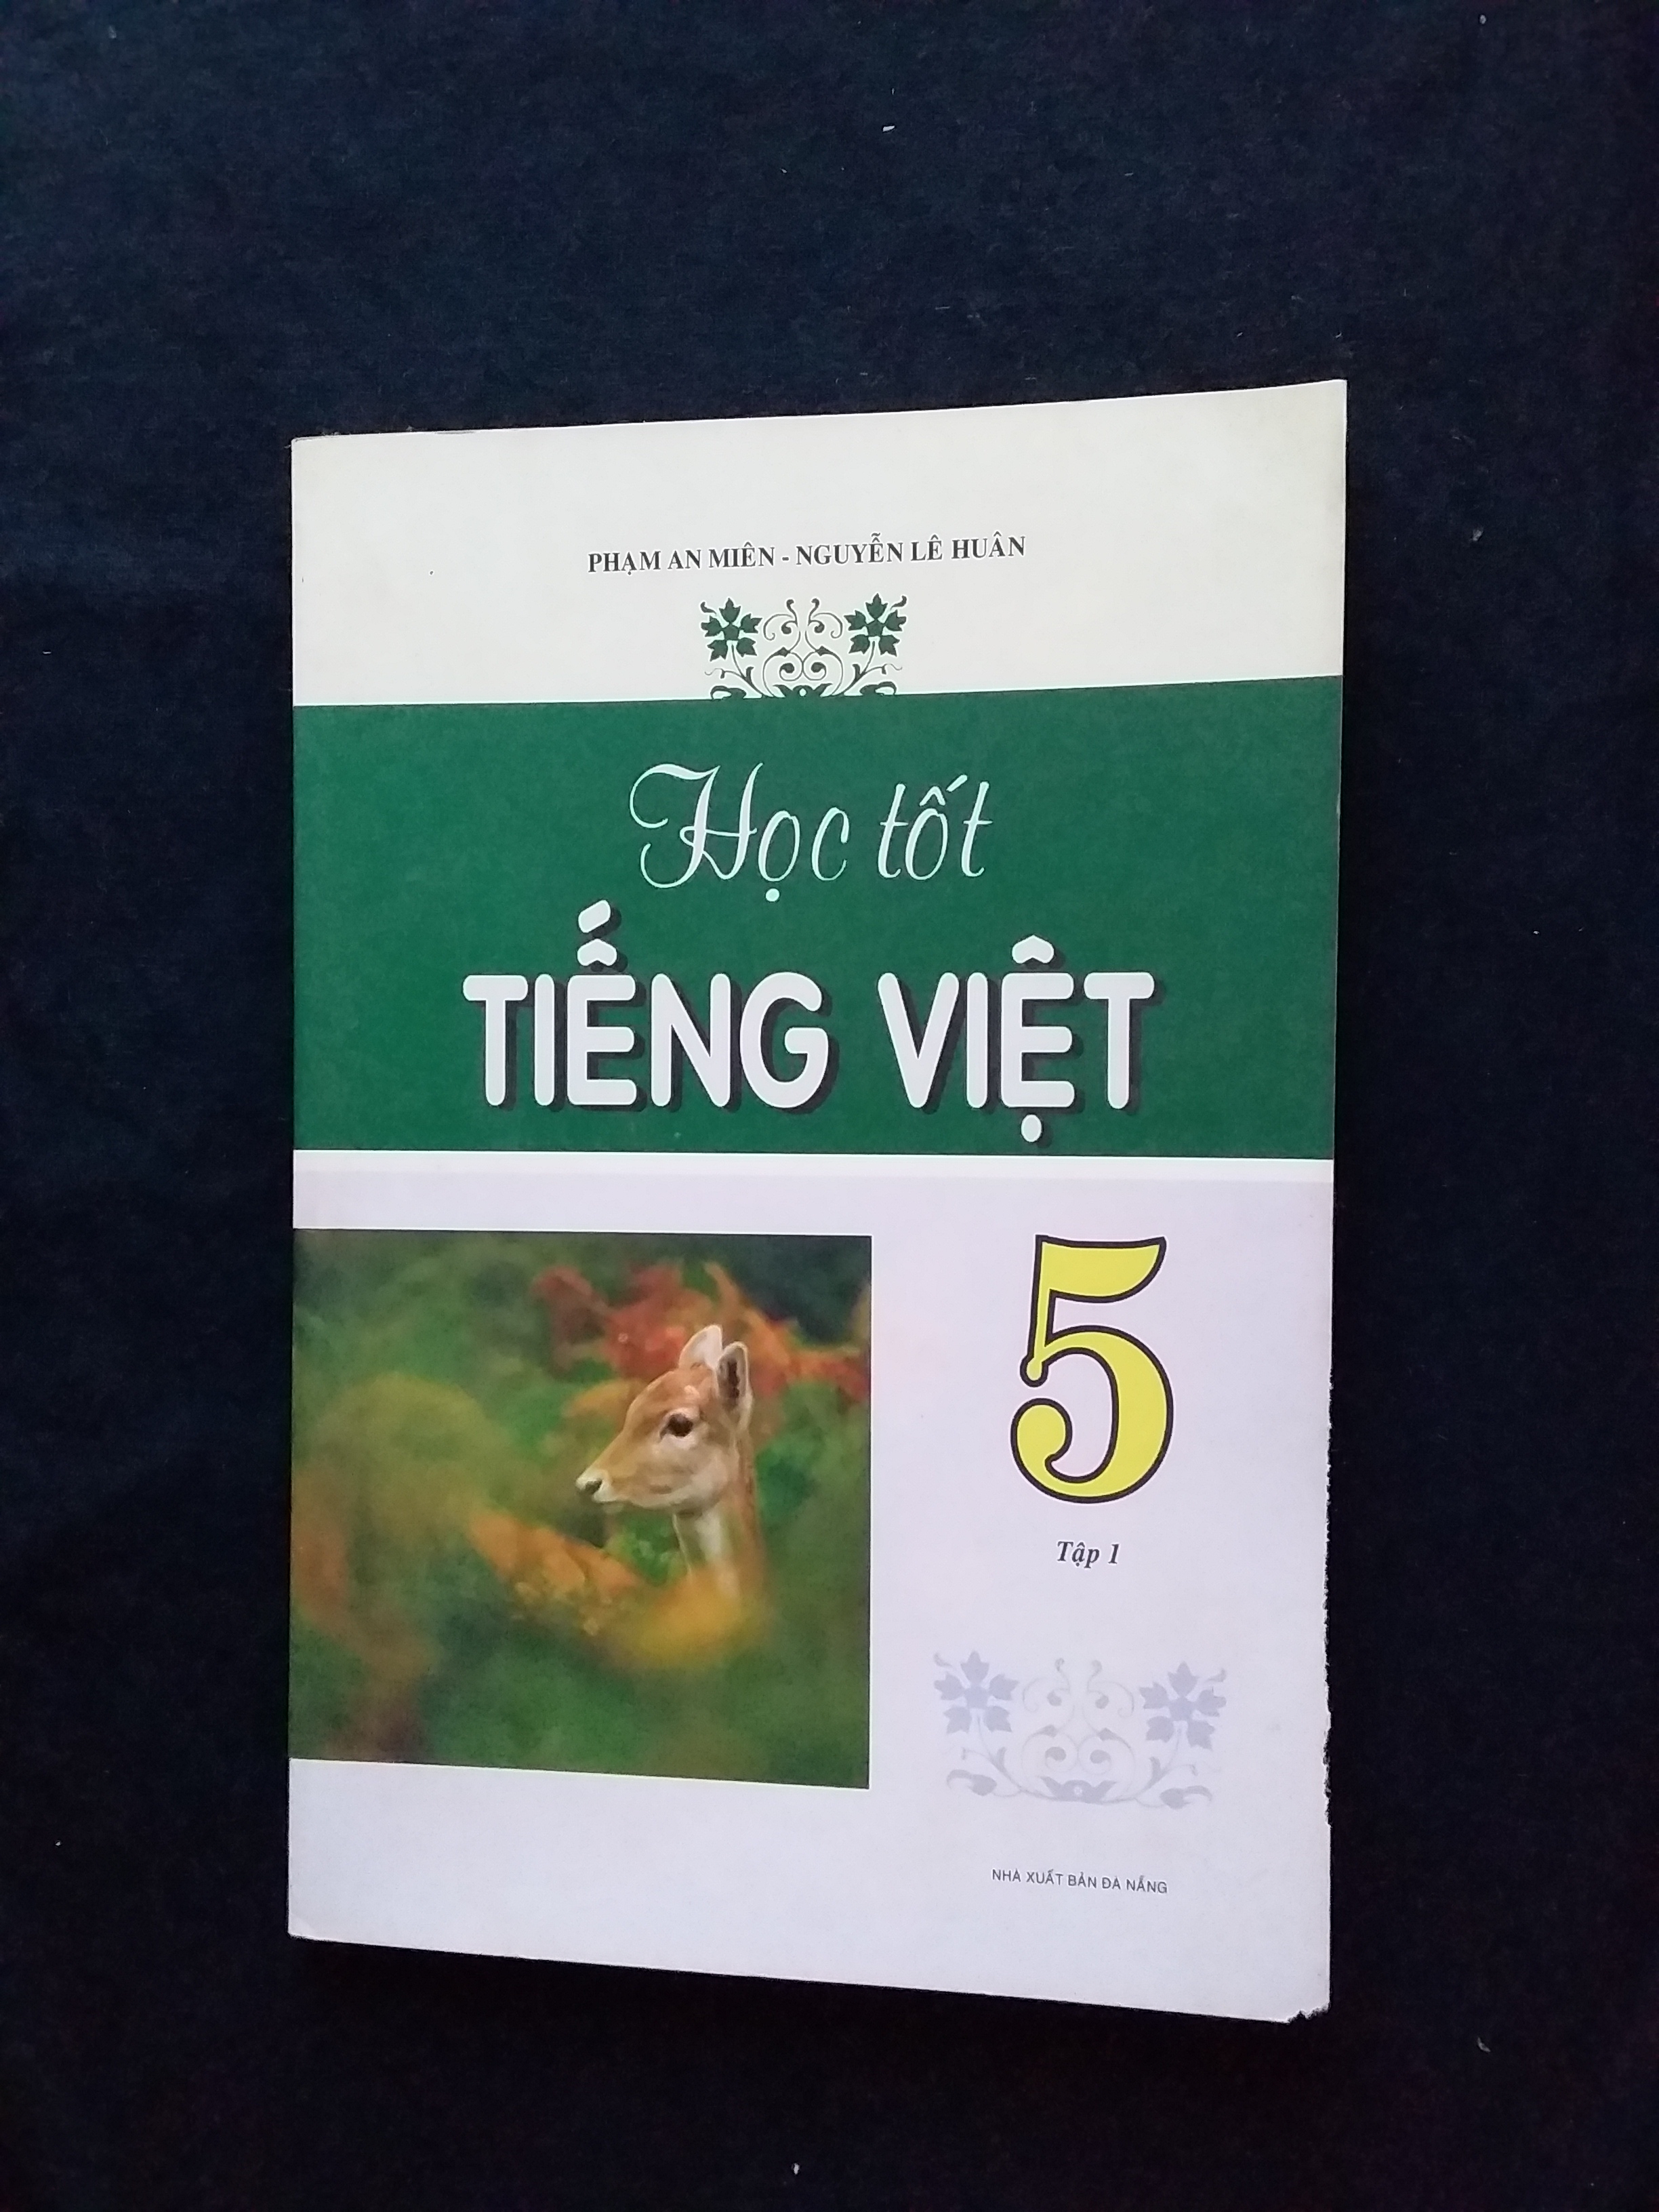 PHẠM AN MIÊN - NGUYỄN LÊ HUÂN
Học tốt
TIẾNG VIỆT
5
Tập 1
NHÀ XUẤT BẢN ĐÀ NẴNG